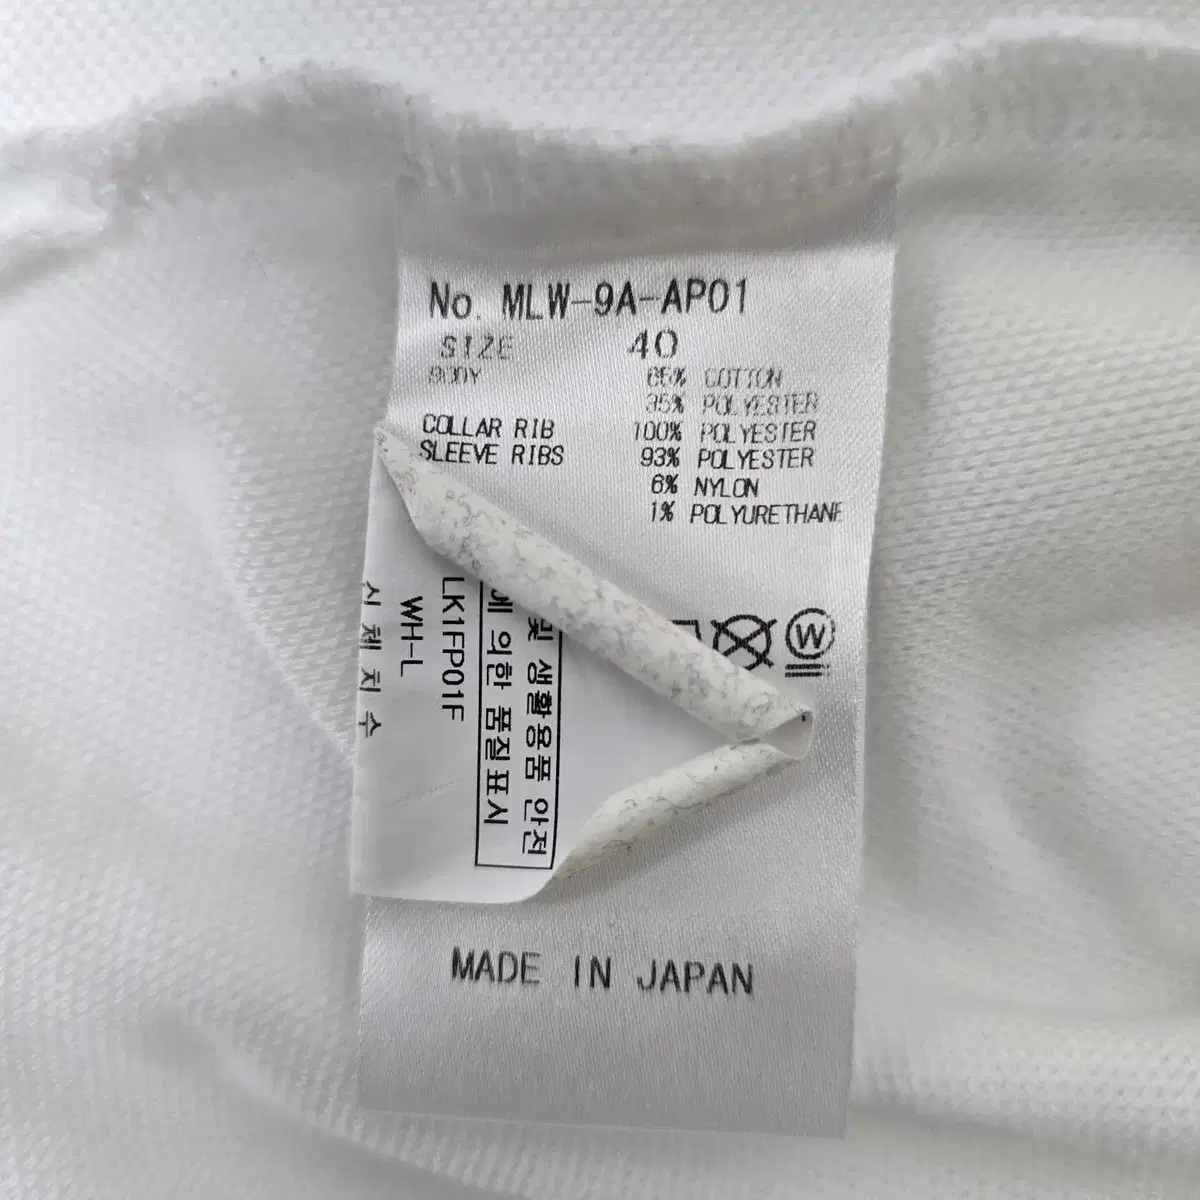 No. MLW-9A-AP01
SIZE 40
BODY 65% COTTON
35% POLYESTER
COLLAR RIB 100% POLYESTER
SLEEVE RIBS 93% POLYESTER
6% NYLON
1% POLYURETHANE
W
및 생활용품 안전
에 의한 품질표시
LK1FP01F
WH-L
신체치수
MADE IN JAPAN